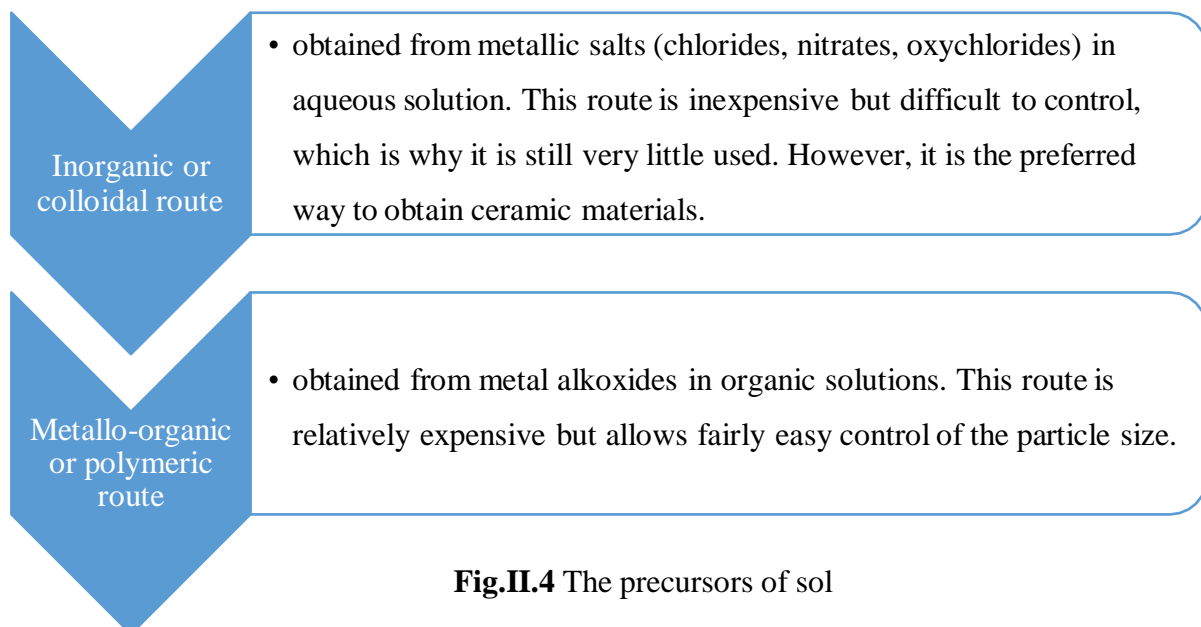 Inorganic or
colloidal route
• obtained from metallic salts (chlorides, nitrates, oxychlorides) in
aqueous solution. This route is inexpensive but difficult to control,
which is why it is still very little used. However, it is the preferred
way to obtain ceramic materials.
Metallo-organic
or polymeric
route
• obtained from metal alkoxides in organic solutions. This route is
relatively expensive but allows fairly easy control of the particle size.
Fig.II.4 The precursors of sol